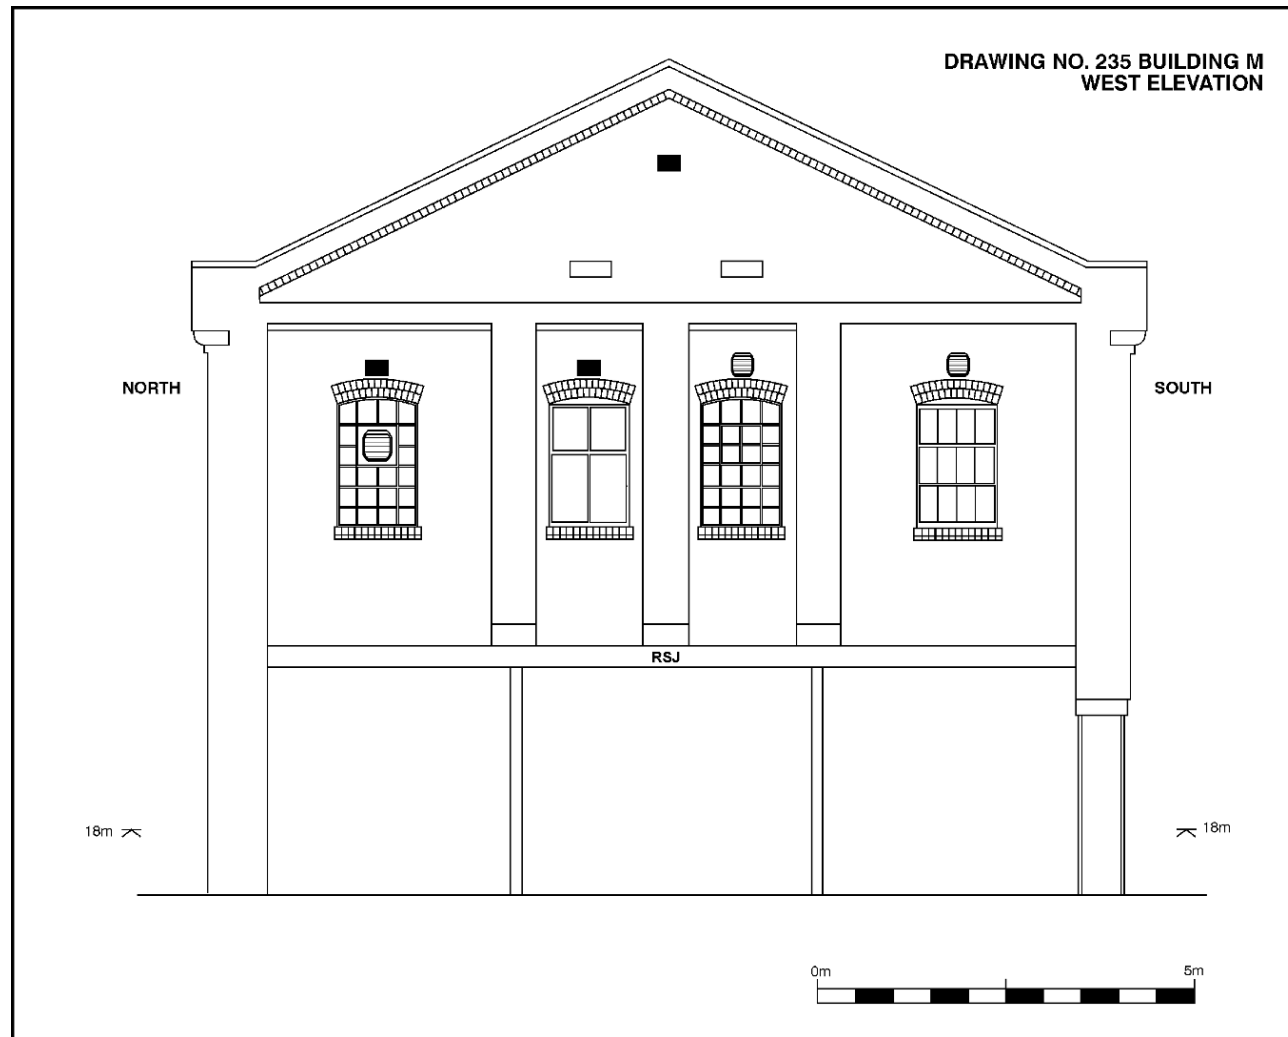 DRAWING NO. 235 BUILDING M
WEST ELEVATION
NORTH
SOUTH
RSJ
18m
18m
0m
5m